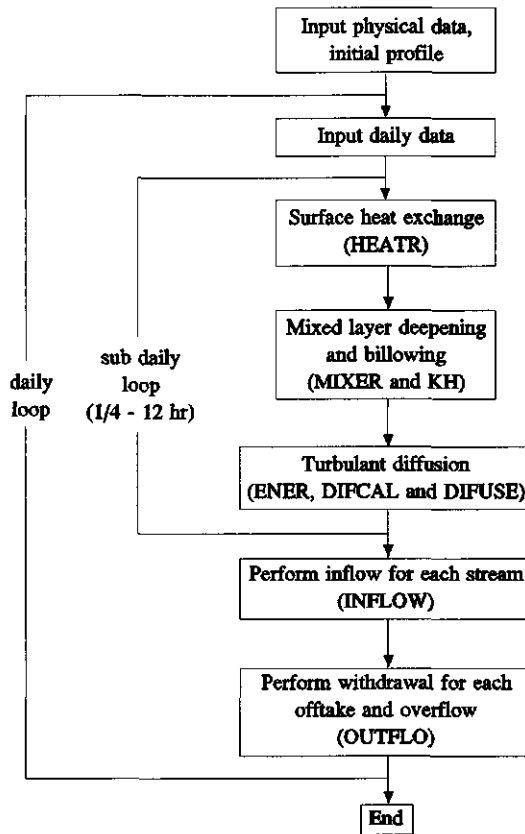 Input physical data,
initial profile
Input daily data
Surface heat exchange
(HEATR)
Mixed layer deepening
and billowing
(MIXER and KH)
sub daily
loop
(1/4 - 12 hr)
daily
loop
Turbulant diffusion
(ENER, DIFCAL and DIFUSE)
Perform inflow for each stream
(INFLOW)
Perform withdrawal for each
offtake and overflow
(OUTFLO)
End